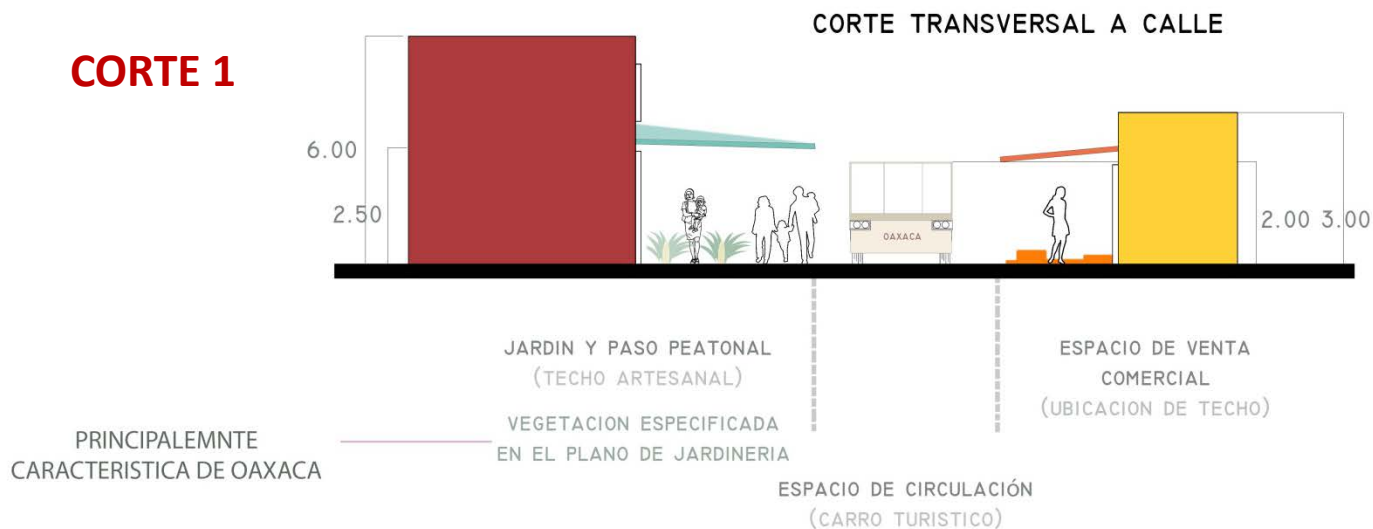 CORTE TRANSVERSAL A CALLE
CORTE 1
6.00
2.50
OAXACA
2.00 3.00
JARDIN Y PASO PEATONAL
(TECHO ARTESANAL)
VEGETACION ESPECIFICADA
EN EL PLANO DE JARDINERIA
ESPACIO DE VENTA
COMERCIAL
(UBICACION DE TECHO)
PRINCIPALEMNTE
CARACTERISTICA DE OAXACA
ESPACIO DE CIRCULACIÓN
(CARRO TURISTICO)